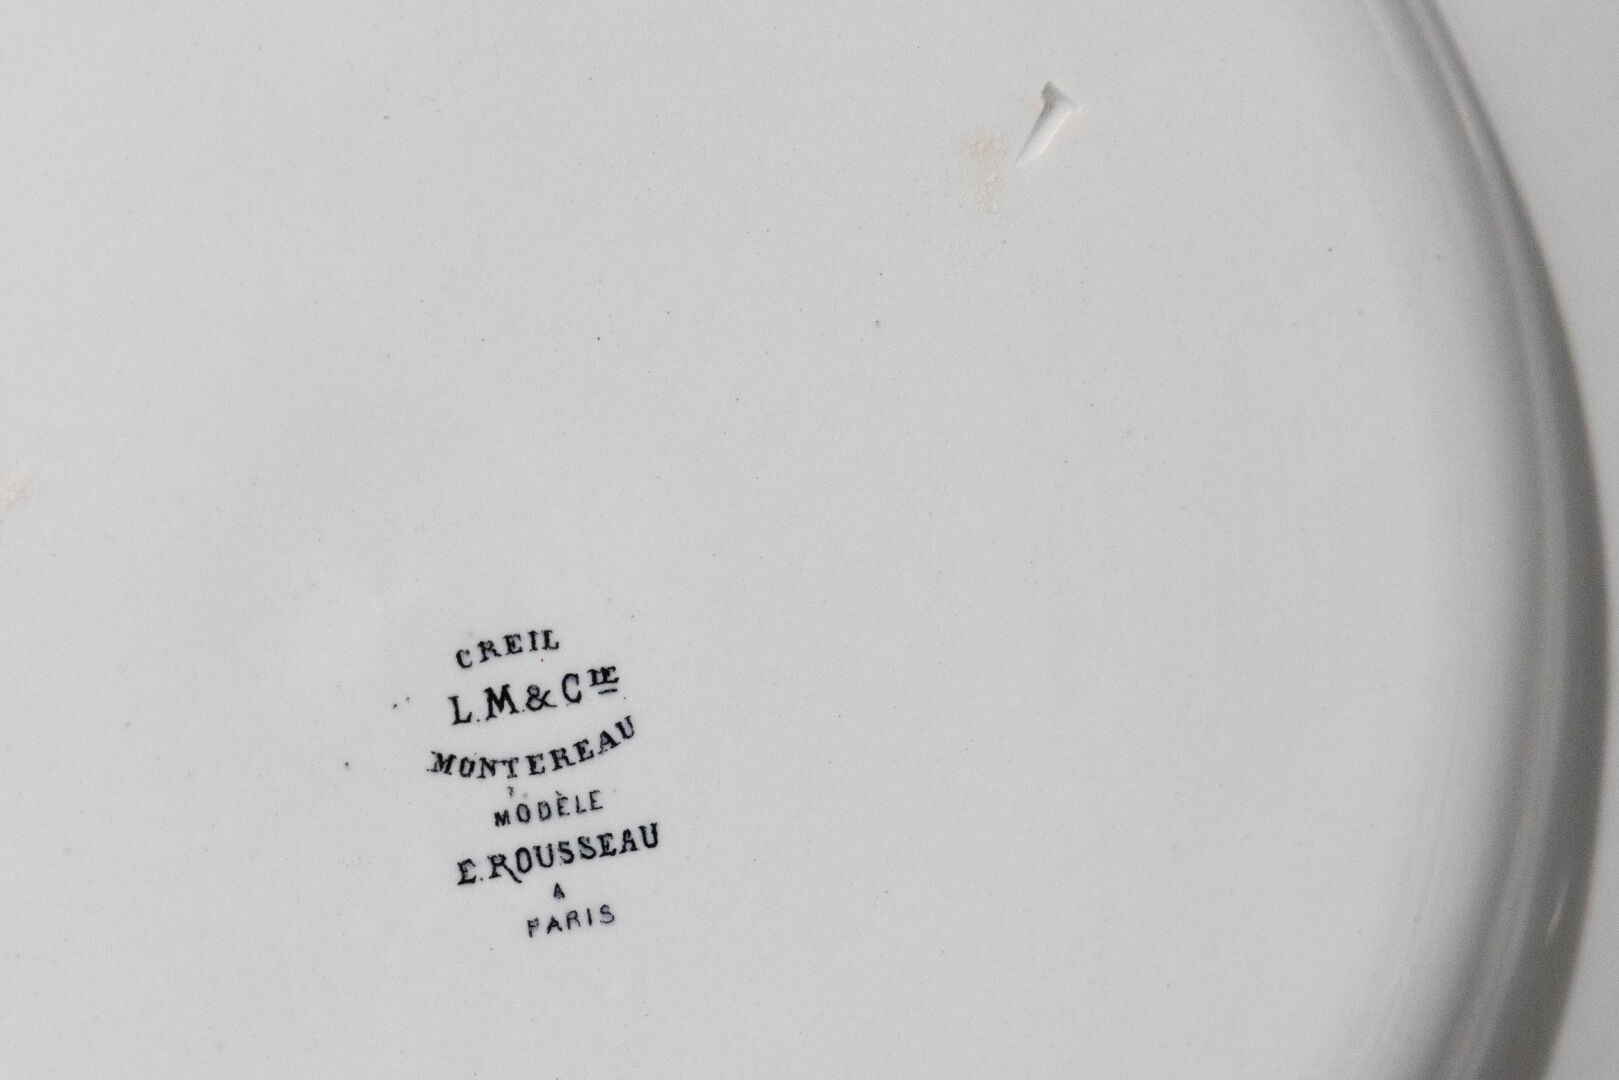 CREIL
L.M.&Cie
MONTEREAU
MODÈLE
E.ROUSSEAU
A
PARIS